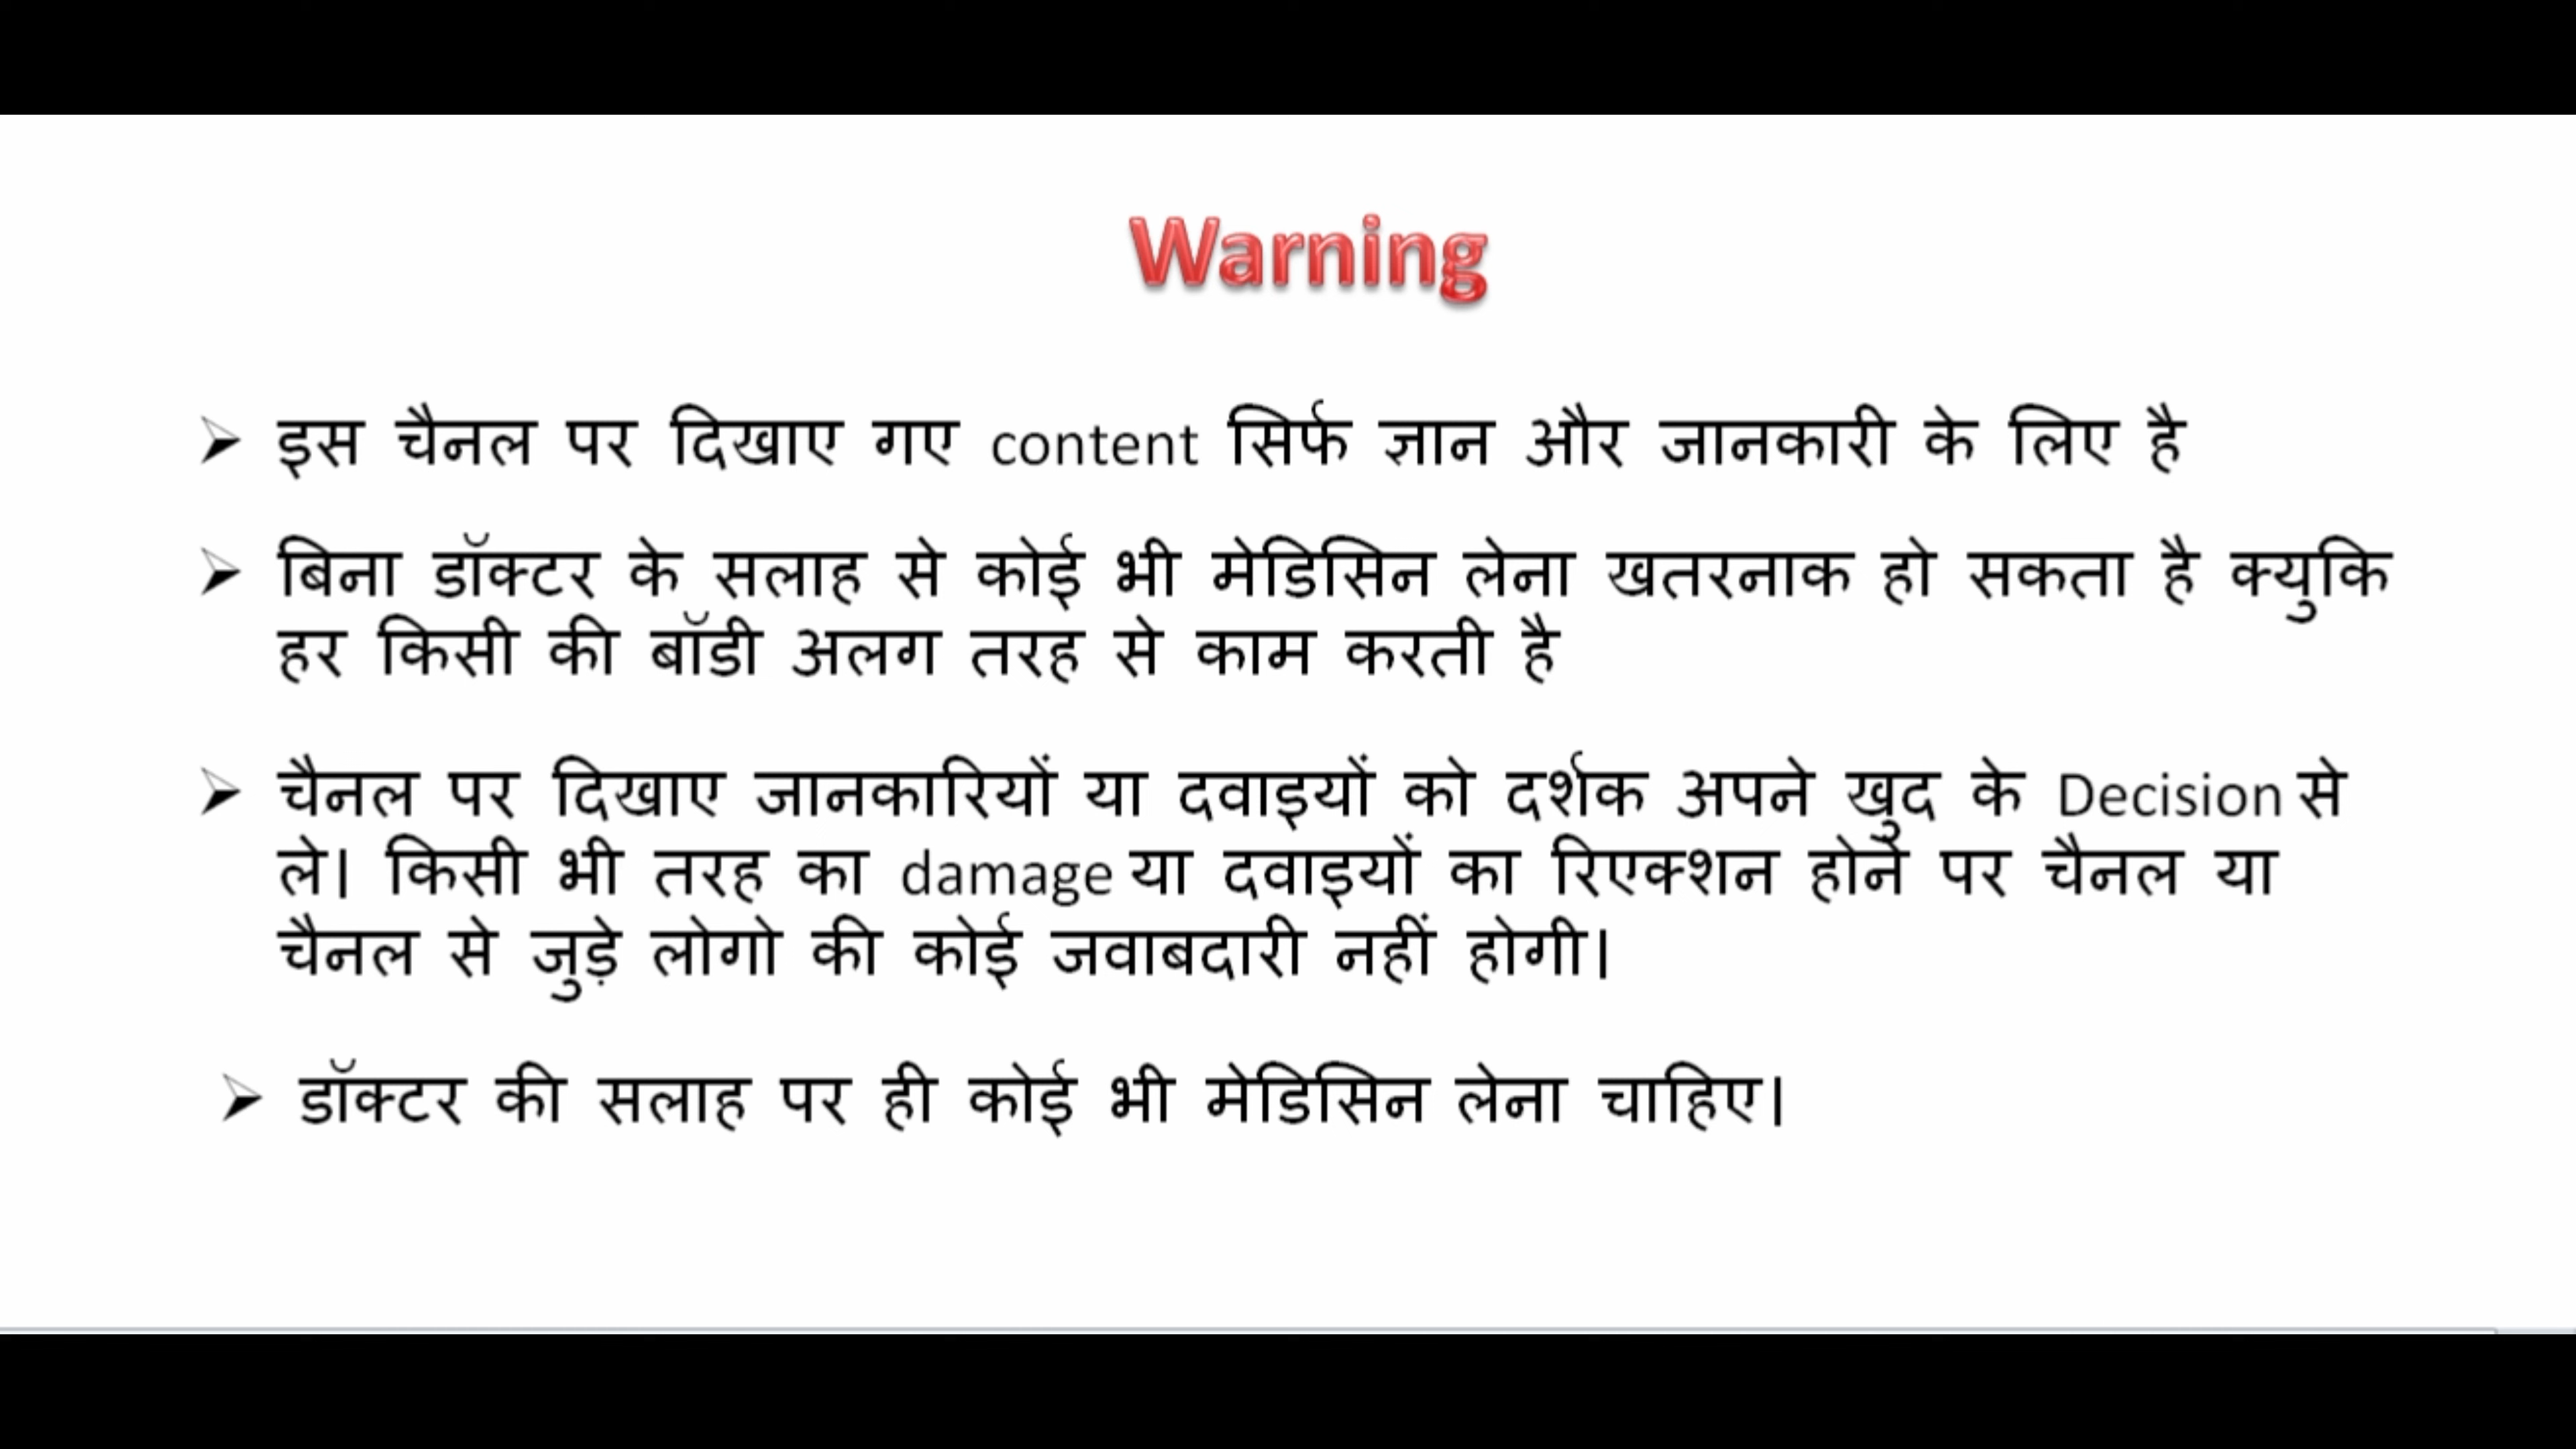 Warning
इस चैनल पर दिखाए गए content सिर्फ ज्ञान और जानकारी के लिए है
बिना डॉक्टर के सलाह से कोई भी मेडिसिन लेना खतरनाक हो सकता है क्युकि
हर किसी की बॉडी अलग तरह से काम करती है
चैनल पर दिखाए जानकारियों या दवाइयों को दर्शक अपने खुद के Decision से
ले। किसी भी तरह का damage या दवाइयों का रिएक्शन होने पर चैनल या
चैनल से जुड़े लोगो की कोई जवाबदारी नहीं होगी।
डॉक्टर की सलाह पर ही कोई भी मेडिसिन लेना चाहिए।